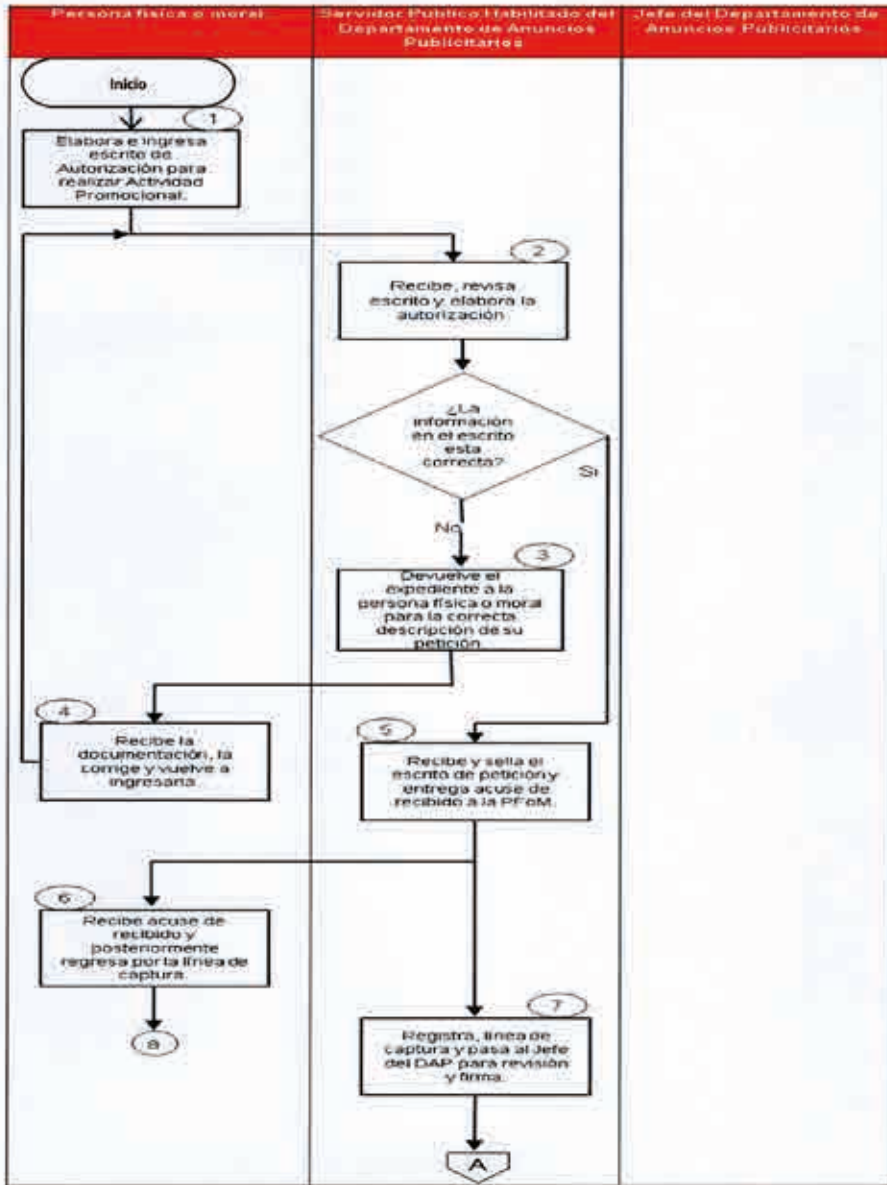 Persona física o moral
Servidor Público Habilitado del
Departamento de Anuncios
Publicitarios
Jefe del Departamento de
Anuncios Publicitarios
Inicio
1
Elabora e ingresa
escrito de
Autorización para
realizar Actividad
Promocional.
2
Recibe, revisa
escrito y elabora la
autorización
¿La
información
en el escrito
esta
correcta?
Si
No
3
Devuelve el
expediente a la
persona física o moral
para la correcta
descripción de su
petición
4
Recibe la
documentación, la
corrige y vuelve a
ingresarla.
5
Recibe y sella el
escrito de petición y
entrega acuse de
recibido a la PFoM.
6
Recibe acuse de
recibido y
posteriormente
regresa por la línea de
captura.
a
7
Registra, línea de
captura y pasa al Jefe
del DAP para revisión
y firma.
A